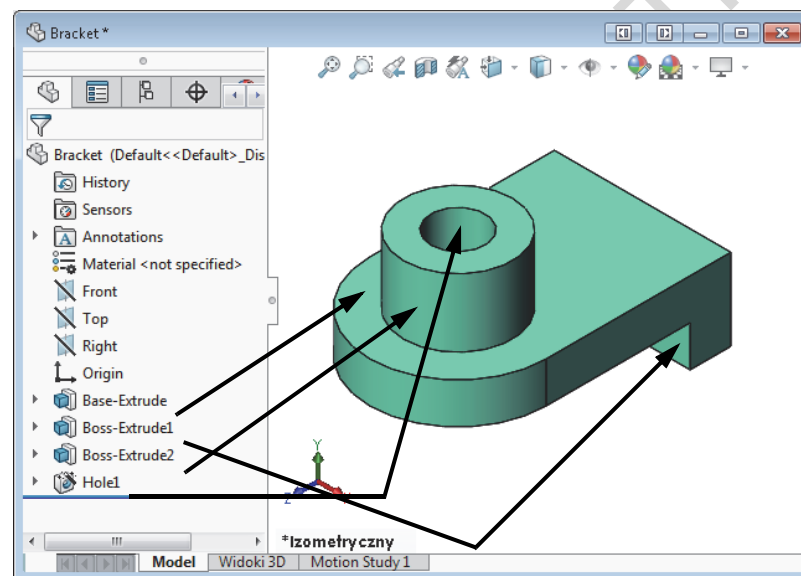 Bracket *
Bracket (Default<<Default>_Dis
History
Sensors
Annotations
Material <not specified>
Front
Top
Right
Origin
Base-Extrude
Boss-Extrude1
Boss-Extrude2
Hole1
Y
Z
*Izometryczny
Model Widoki 3D Motion Study 1